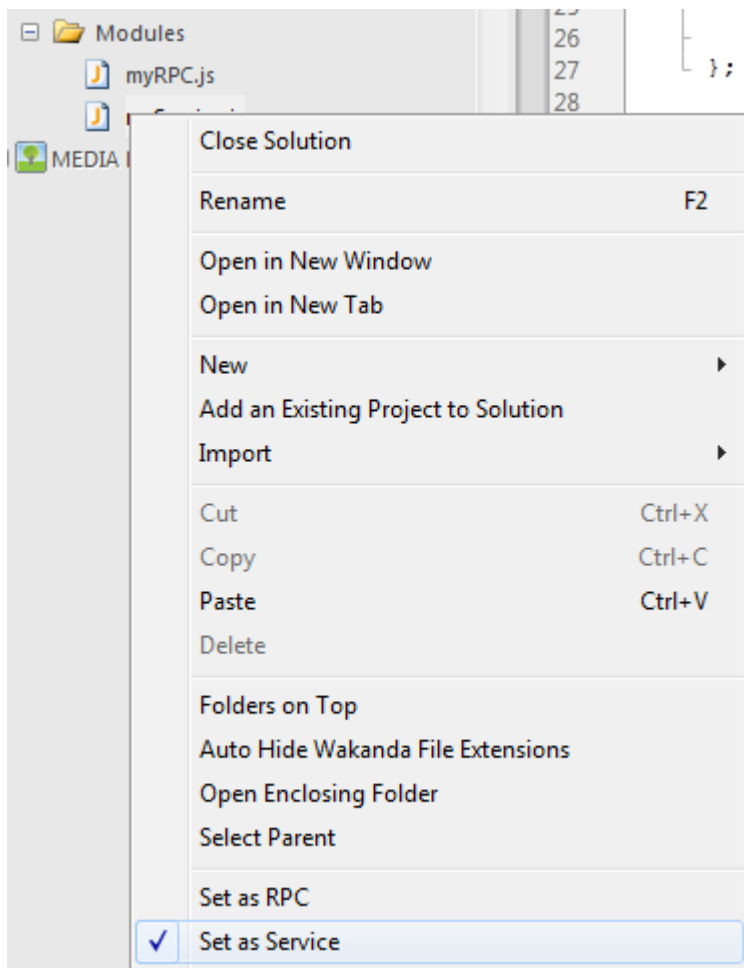 Modules
26
27
};
28
myRPC.js
MEDIA
Close Solution
Rename F2
Open in New Window
Open in New Tab
New
Add an Existing Project to Solution
Import
Cut Ctrl+X
Copy Ctrl+C
Paste Ctrl+V
Delete
Folders on Top
Auto Hide Wakanda File Extensions
Open Enclosing Folder
Select Parent
Set as RPC
Set as Service